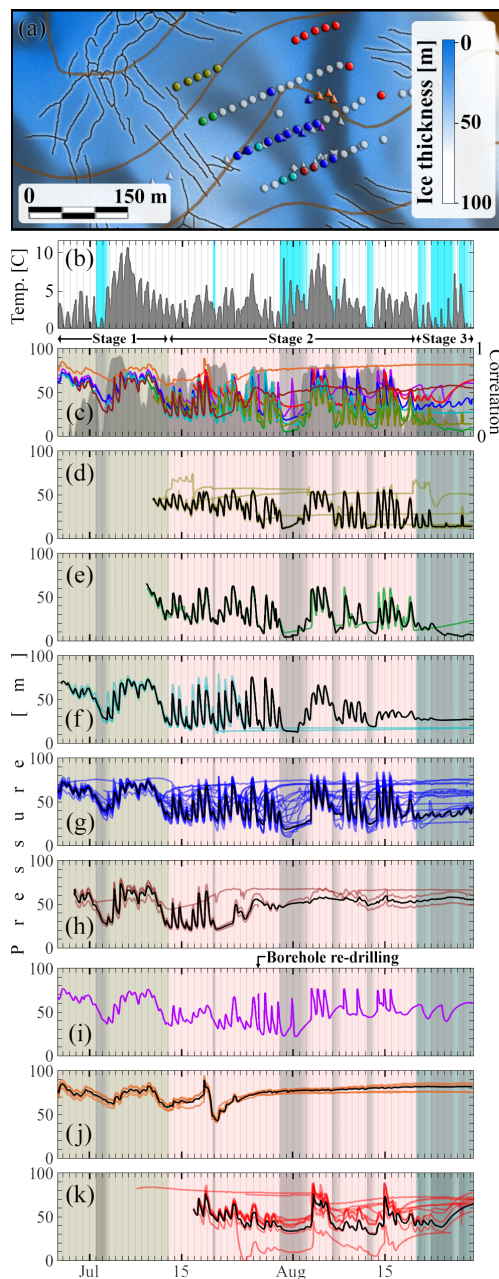 (a)
0 150 m
Ice thickness [m]
0
50
100
(b)
Temp. [C]
10
5
0
Stage 1 Stage 2 Stage 3
(c)
100
50
0
1
Correlation
0
(d)
100
50
0
(e)
100
50
0
(f)
100
50
0
(g)
100
50
0
(h)
100
50
0
Pressure [m]
Borehole re-drilling
(i)
100
50
0
(j)
100
50
0
(k)
100
50
0
Jul 15 Aug 15